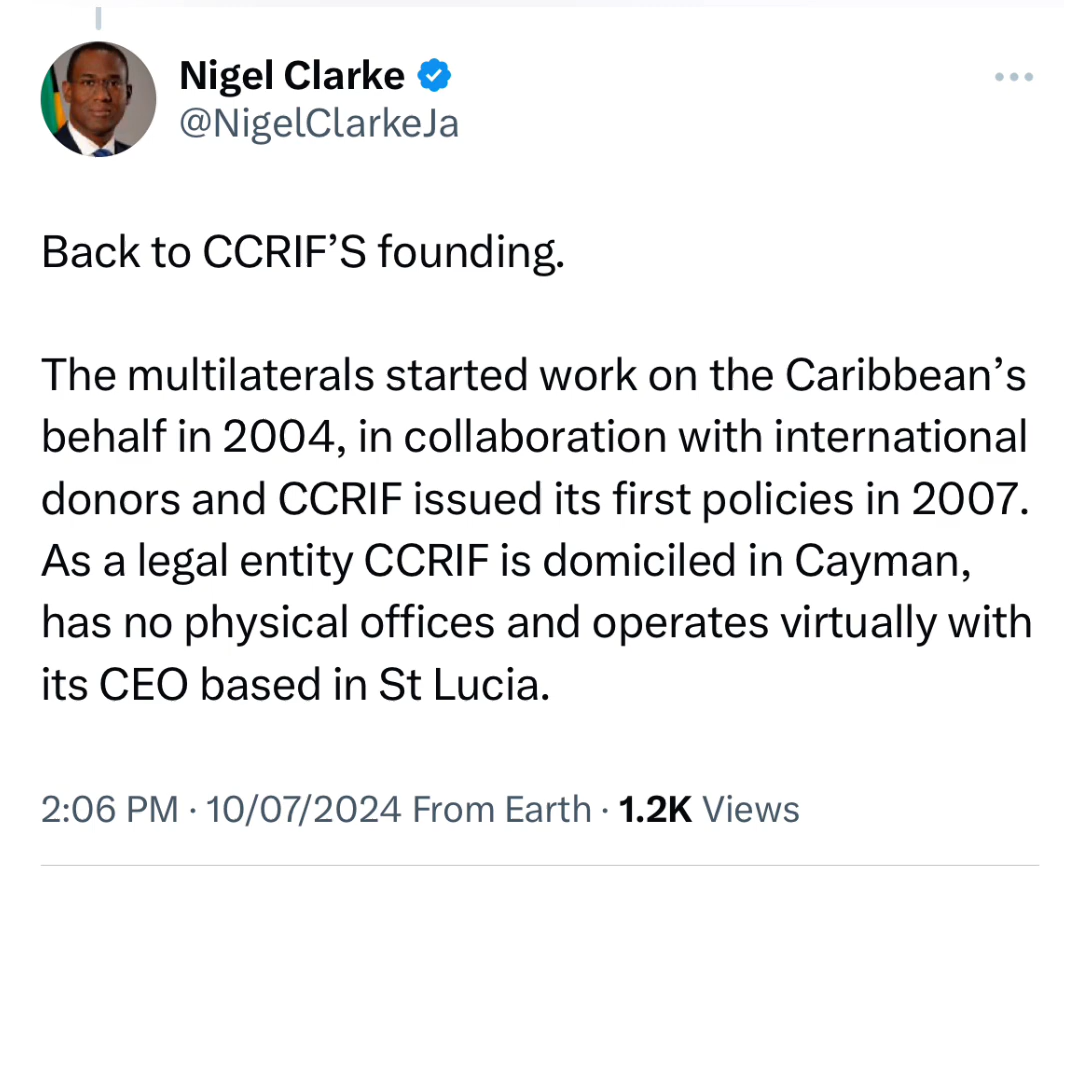 Nigel Clarke
@NigelClarkeJa
Back to CCRIF’S founding.
The multilaterals started work on the Caribbean’s
behalf in 2004, in collaboration with international
donors and CCRIF issued its first policies in 2007.
As a legal entity CCRIF is domiciled in Cayman,
has no physical offices and operates virtually with
its CEO based in St Lucia.
2:06 PM · 10/07/2024 From Earth · 1.2K Views